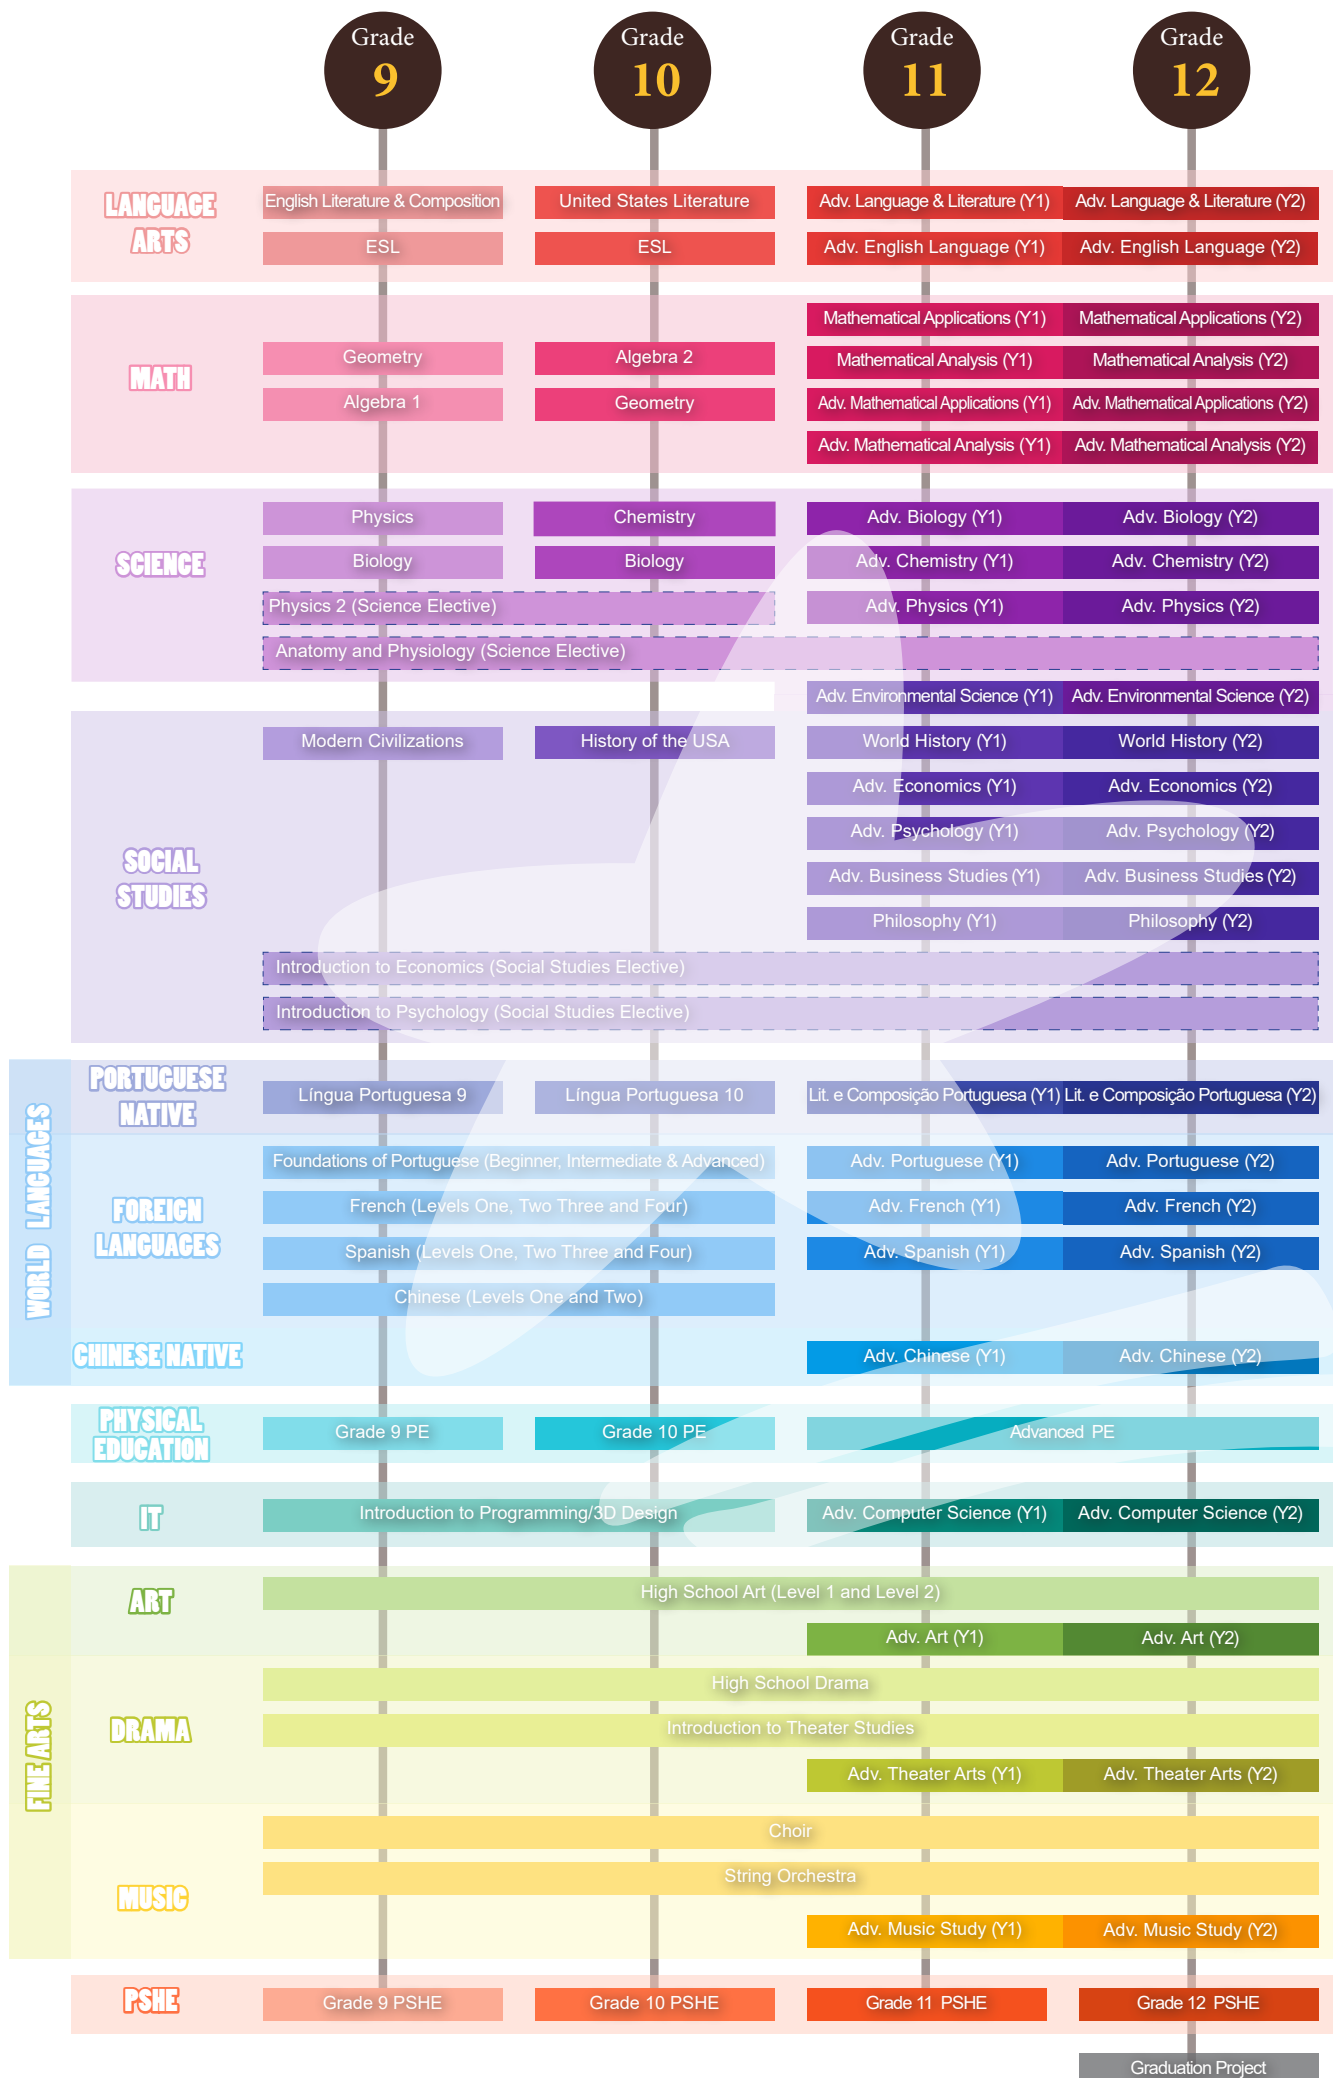 Grade
9
Grade
10
Grade
11
Grade
12
LANGUAGE
ARTS
English Literature & Composition
United States Literature
Adv. Language & Literature (Y1)
Adv. Language & Literature (Y2)
ESL
ESL
Adv. English Language (Y1)
Adv. English Language (Y2)
MATH
Mathematical Applications (Y1)
Mathematical Applications (Y2)
Geometry
Algebra 2
Mathematical Analysis (Y1)
Mathematical Analysis (Y2)
Algebra 1
Geometry
Adv. Mathematical Applications (Y1)
Adv. Mathematical Applications (Y2)
Adv. Mathematical Analysis (Y1)
Adv. Mathematical Analysis (Y2)
SCIENCE
Physics
Chemistry
Adv. Biology (Y1)
Adv. Biology (Y2)
Biology
Biology
Adv. Chemistry (Y1)
Adv. Chemistry (Y2)
Physics 2 (Science Elective)
Adv. Physics (Y1)
Adv. Physics (Y2)
Anatomy and Physiology (Science Elective)
Adv. Environmental Science (Y1)
Adv. Environmental Science (Y2)
SOCIAL
STUDIES
Modern Civilizations
History of the USA
World History (Y1)
World History (Y2)
Adv. Economics (Y1)
Adv. Economics (Y2)
Adv. Psychology (Y1)
Adv. Psychology (Y2)
Adv. Business Studies (Y1)
Adv. Business Studies (Y2)
Philosophy (Y1)
Philosophy (Y2)
Introduction to Economics (Social Studies Elective)
Introduction to Psychology (Social Studies Elective)
WORLD LANGUAGES
PORTUGUESE
NATIVE
Língua Portuguesa 9
Língua Portuguesa 10
Lit. e Composição Portuguesa (Y1)
Lit. e Composição Portuguesa (Y2)
FOREIGN
LANGUAGES
Foundations of Portuguese (Beginner, Intermediate & Advanced)
Adv. Portuguese (Y1)
Adv. Portuguese (Y2)
French (Levels One, Two Three and Four)
Adv. French (Y1)
Adv. French (Y2)
Spanish (Levels One, Two Three and Four)
Adv. Spanish (Y1)
Adv. Spanish (Y2)
Chinese (Levels One and Two)
CHINESE NATIVE
Adv. Chinese (Y1)
Adv. Chinese (Y2)
PHYSICAL
EDUCATION
Grade 9 PE
Grade 10 PE
Advanced PE
IT
Introduction to Programming/3D Design
Adv. Computer Science (Y1)
Adv. Computer Science (Y2)
FINE ARTS
ART
High School Art (Level 1 and Level 2)
Adv. Art (Y1)
Adv. Art (Y2)
DRAMA
High School Drama
Introduction to Theater Studies
Adv. Theater Arts (Y1)
Adv. Theater Arts (Y2)
MUSIC
Choir
String Orchestra
Adv. Music Study (Y1)
Adv. Music Study (Y2)
PSHE
Grade 9 PSHE
Grade 10 PSHE
Grade 11 PSHE
Grade 12 PSHE
Graduation Project